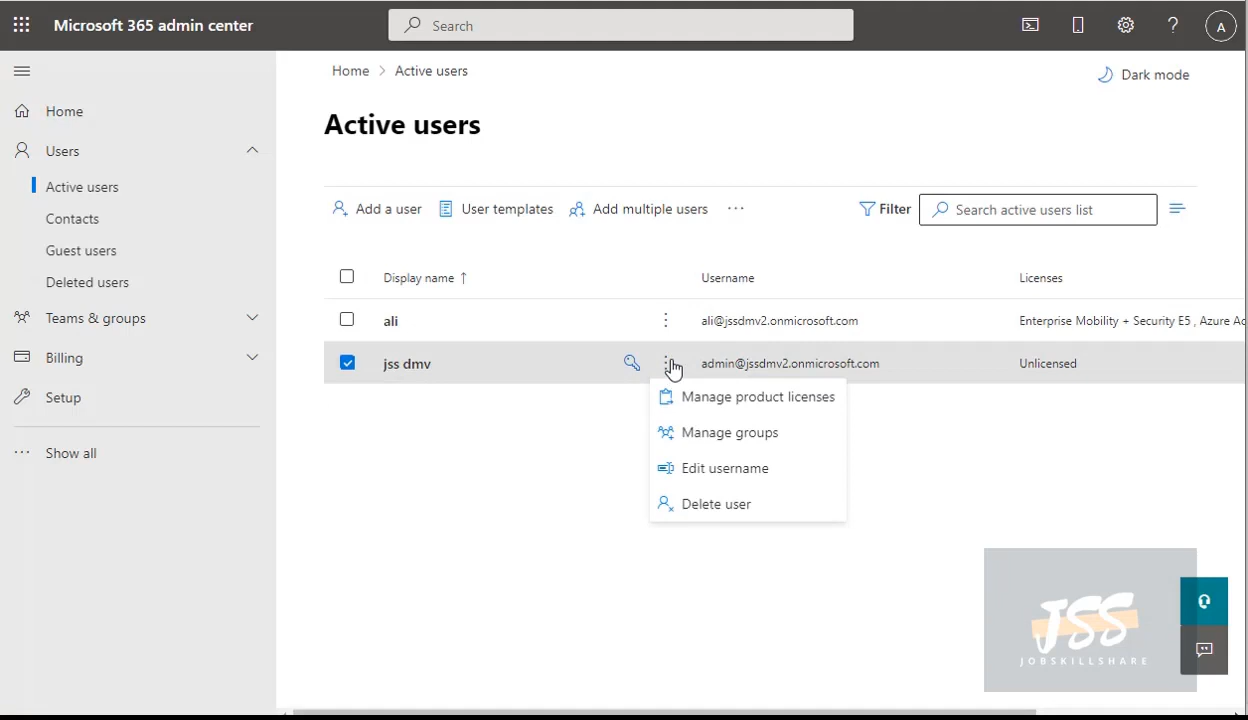 Microsoft 365 admin center
Search
A
Home
Users
Active users
Contacts
Guest users
Deleted users
Teams & groups
Billing
Setup
Show all
Home > Active users
Dark mode
Active users
Add a user
User templates
Add multiple users
Filter
Search active users list
Display name ↑
Username
Licenses
ali
ali@jssdmv2.onmicrosoft.com
Enterprise Mobility + Security E5 , Azure Ac
jss dmv
admin@jssdmv2.onmicrosoft.com
Unlicensed
Manage product licenses
Manage groups
Edit username
Delete user
JSS
JOBSKILLSHARE